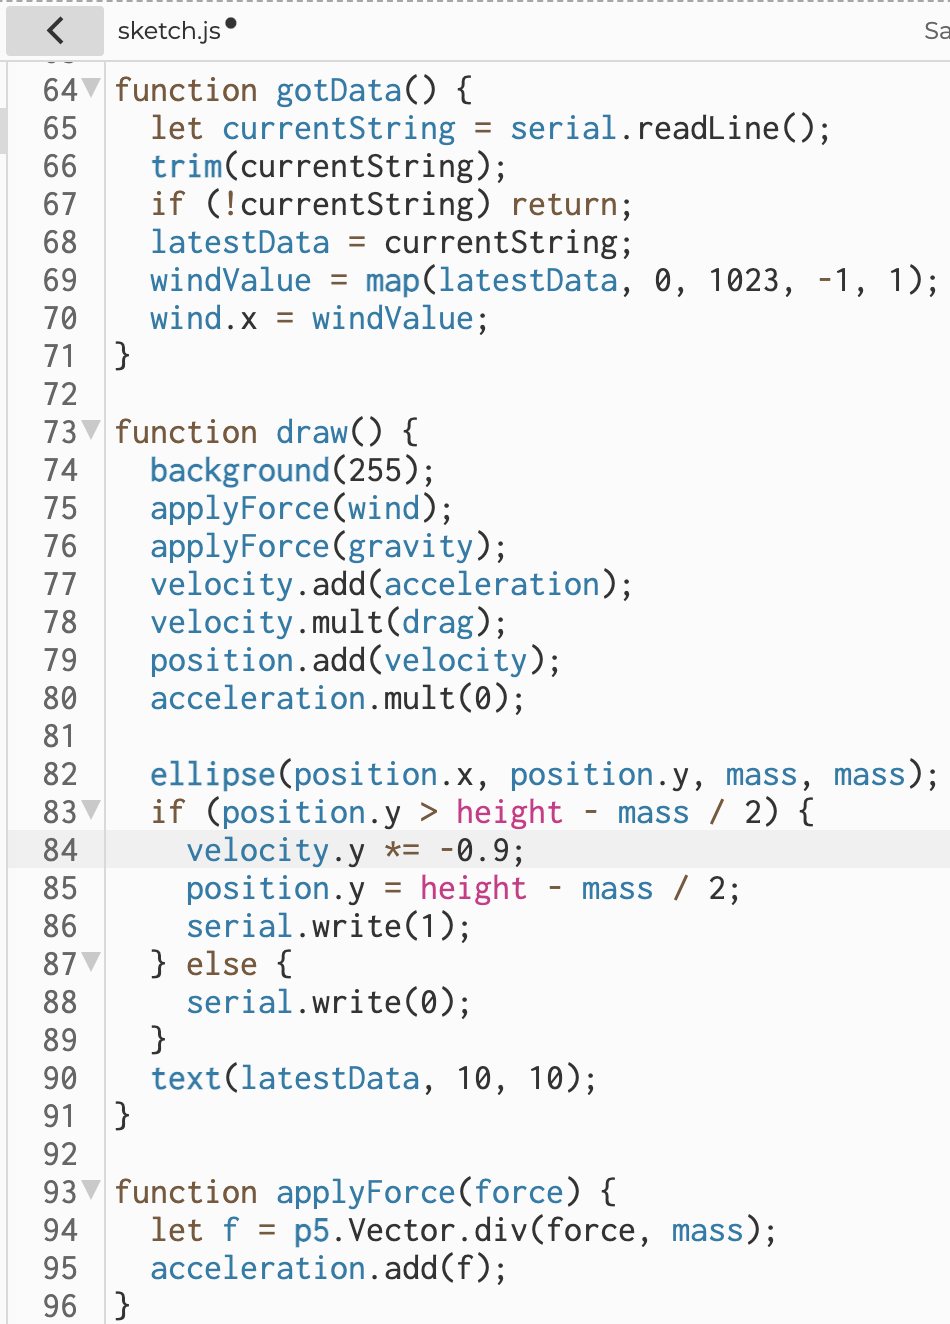 sketch.js
Sa
64 function gotData() {
65 let currentString = serial.readLine();
66 trim(currentString);
67 if (!currentString) return;
68 latestData = currentString;
69 windValue = map(latestData, 0, 1023, -1, 1);
70 wind.x = windValue;
71 }
72
73 function draw() {
74 background(255);
75 applyForce(wind);
76 applyForce(gravity);
77 velocity.add(acceleration);
78 velocity.mult(drag);
79 position.add(velocity);
80 acceleration.mult(0);
81
82 ellipse(position.x, position.y, mass, mass);
83 if (position.y > height - mass / 2) {
84 velocity.y *= -0.9;
85 position.y = height - mass / 2;
86 serial.write(1);
87 } else {
88 serial.write(0);
89 }
90 text(latestData, 10, 10);
91 }
92
93 function applyForce(force) {
94 let f = p5.Vector.div(force, mass);
95 acceleration.add(f);
96 }